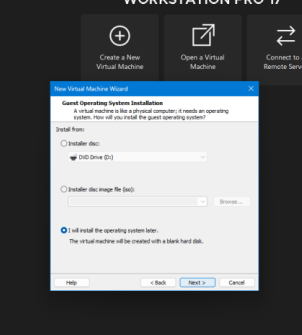 WORKSTATION PRO 17
Create a New
Virtual Machine
Open a Virtual
Machine
Connect to
Remote Serv
New Virtual Machine Wizard
Guest Operating System Installation
A virtual machine is like a physical computer; it needs an operating
system. How will you install the guest operating system?
Install from:
Installer disc:
DVD Drive (D:)
Installer disc image file (iso):
Browse...
I will install the operating system later.
The virtual machine will be created with a blank hard disk.
Help
< Back
Next >
Cancel